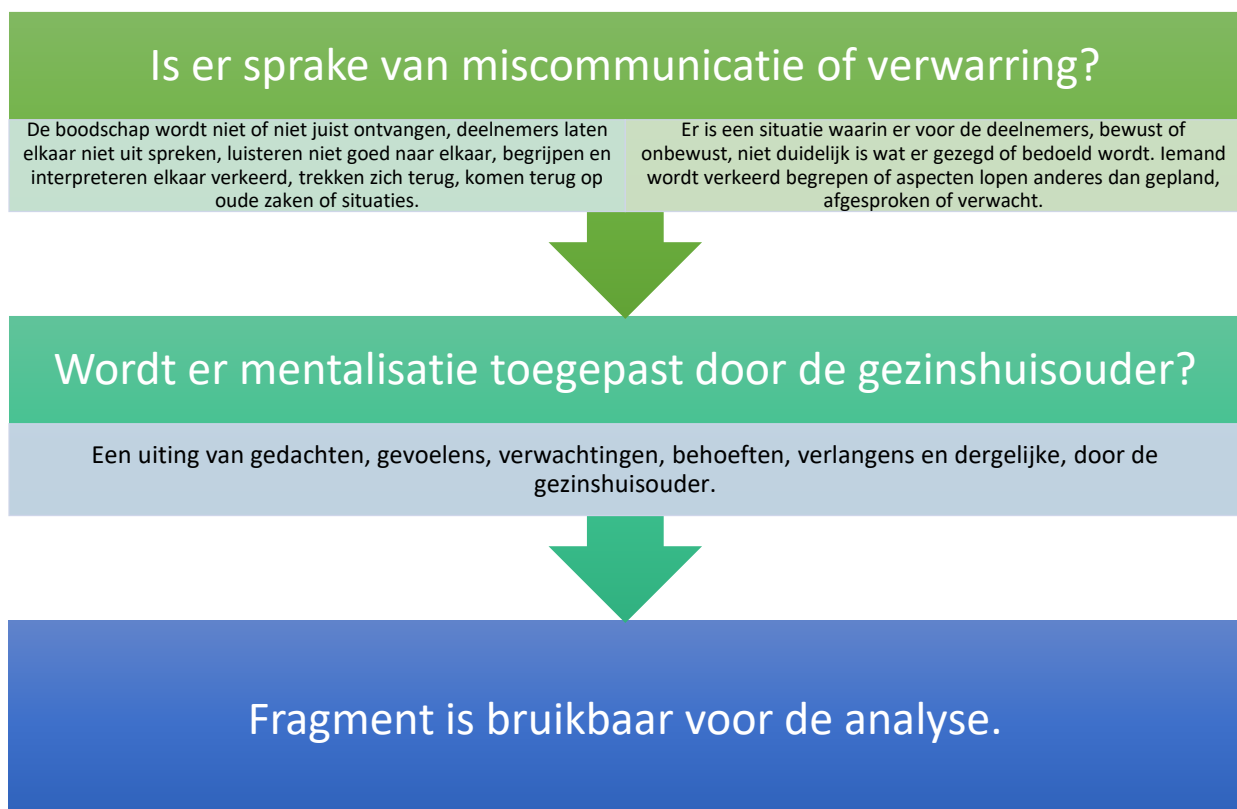 Is er sprake van miscommunicatie of verwarring?
De boodschap wordt niet of niet juist ontvangen, deelnemers laten
elkaar niet uit spreken, luisteren niet goed naar elkaar, begrijpen en
interpreteren elkaar verkeerd, trekken zich terug, komen terug op
oude zaken of situaties.
Er is een situatie waarin er voor de deelnemers, bewust of
onbewust, niet duidelijk is wat er gezegd of bedoeld wordt. Iemand
wordt verkeerd begrepen of aspecten lopen anderes dan gepland,
afgesproken of verwacht.
Wordt er mentalisatie toegepast door de gezinshuisouder?
Een uiting van gedachten, gevoelens, verwachtingen, behoeften, verlangens en dergelijke, door de
gezinshuisouder.
Fragment is bruikbaar voor de analyse.